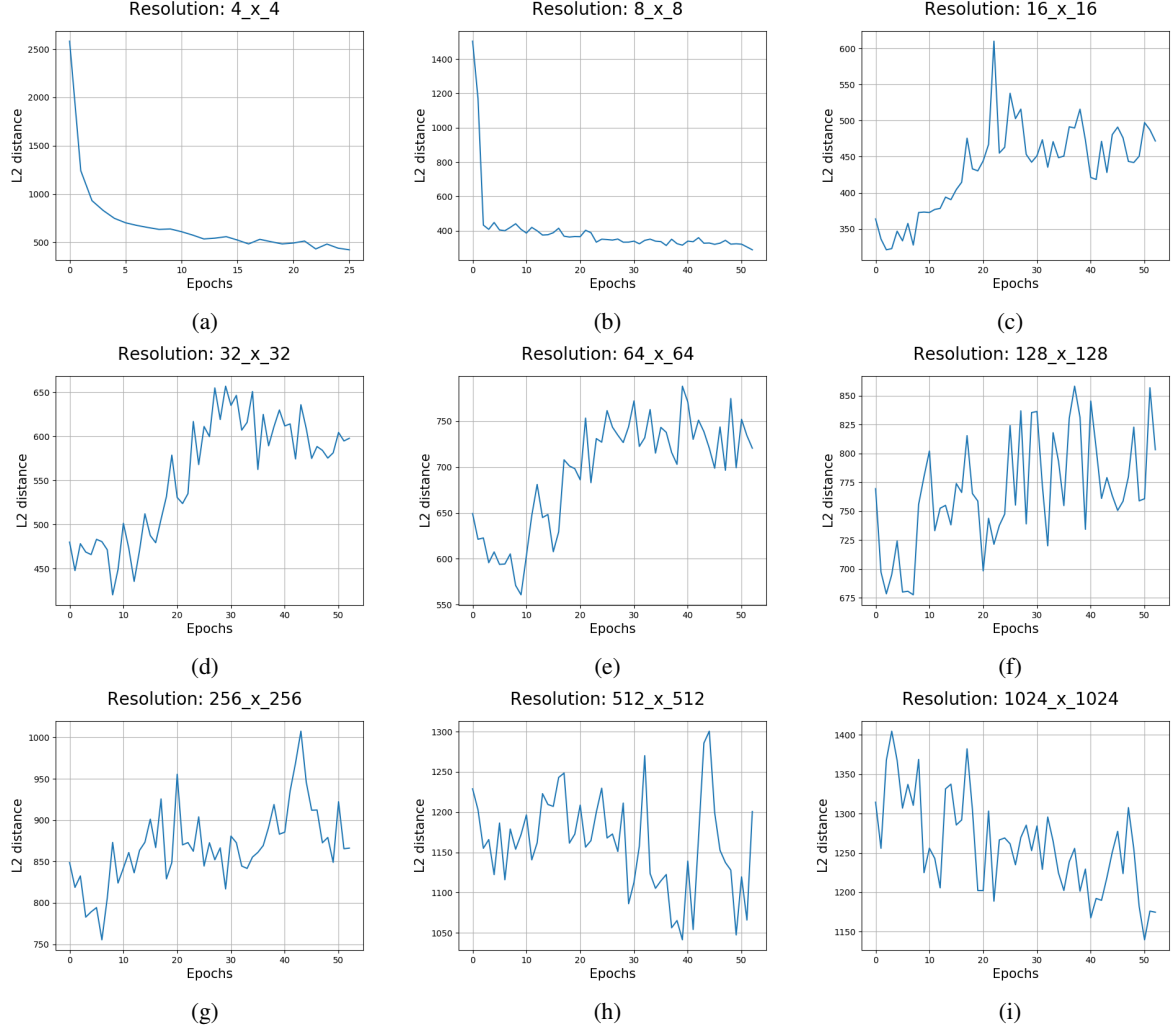 Resolution: 4_x_4
L2 distance
2500
2000
1500
1000
500
0 5 10 15 20 25
Epochs
(a)
Resolution: 8_x_8
L2 distance
1400
1200
1000
800
600
400
0 10 20 30 40 50
Epochs
(b)
Resolution: 16_x_16
L2 distance
600
550
500
450
400
350
0 10 20 30 40 50
Epochs
(c)
Resolution: 32_x_32
L2 distance
650
600
550
500
450
0 10 20 30 40 50
Epochs
(d)
Resolution: 64_x_64
L2 distance
750
700
650
600
550
0 10 20 30 40 50
Epochs
(e)
Resolution: 128_x_128
L2 distance
850
825
800
775
750
725
700
675
0 10 20 30 40 50
Epochs
(f)
Resolution: 256_x_256
L2 distance
1000
950
900
850
800
750
0 10 20 30 40 50
Epochs
(g)
Resolution: 512_x_512
L2 distance
1300
1250
1200
1150
1100
1050
0 10 20 30 40 50
Epochs
(h)
Resolution: 1024_x_1024
L2 distance
1400
1350
1300
1250
1200
1150
0 10 20 30 40 50
Epochs
(i)